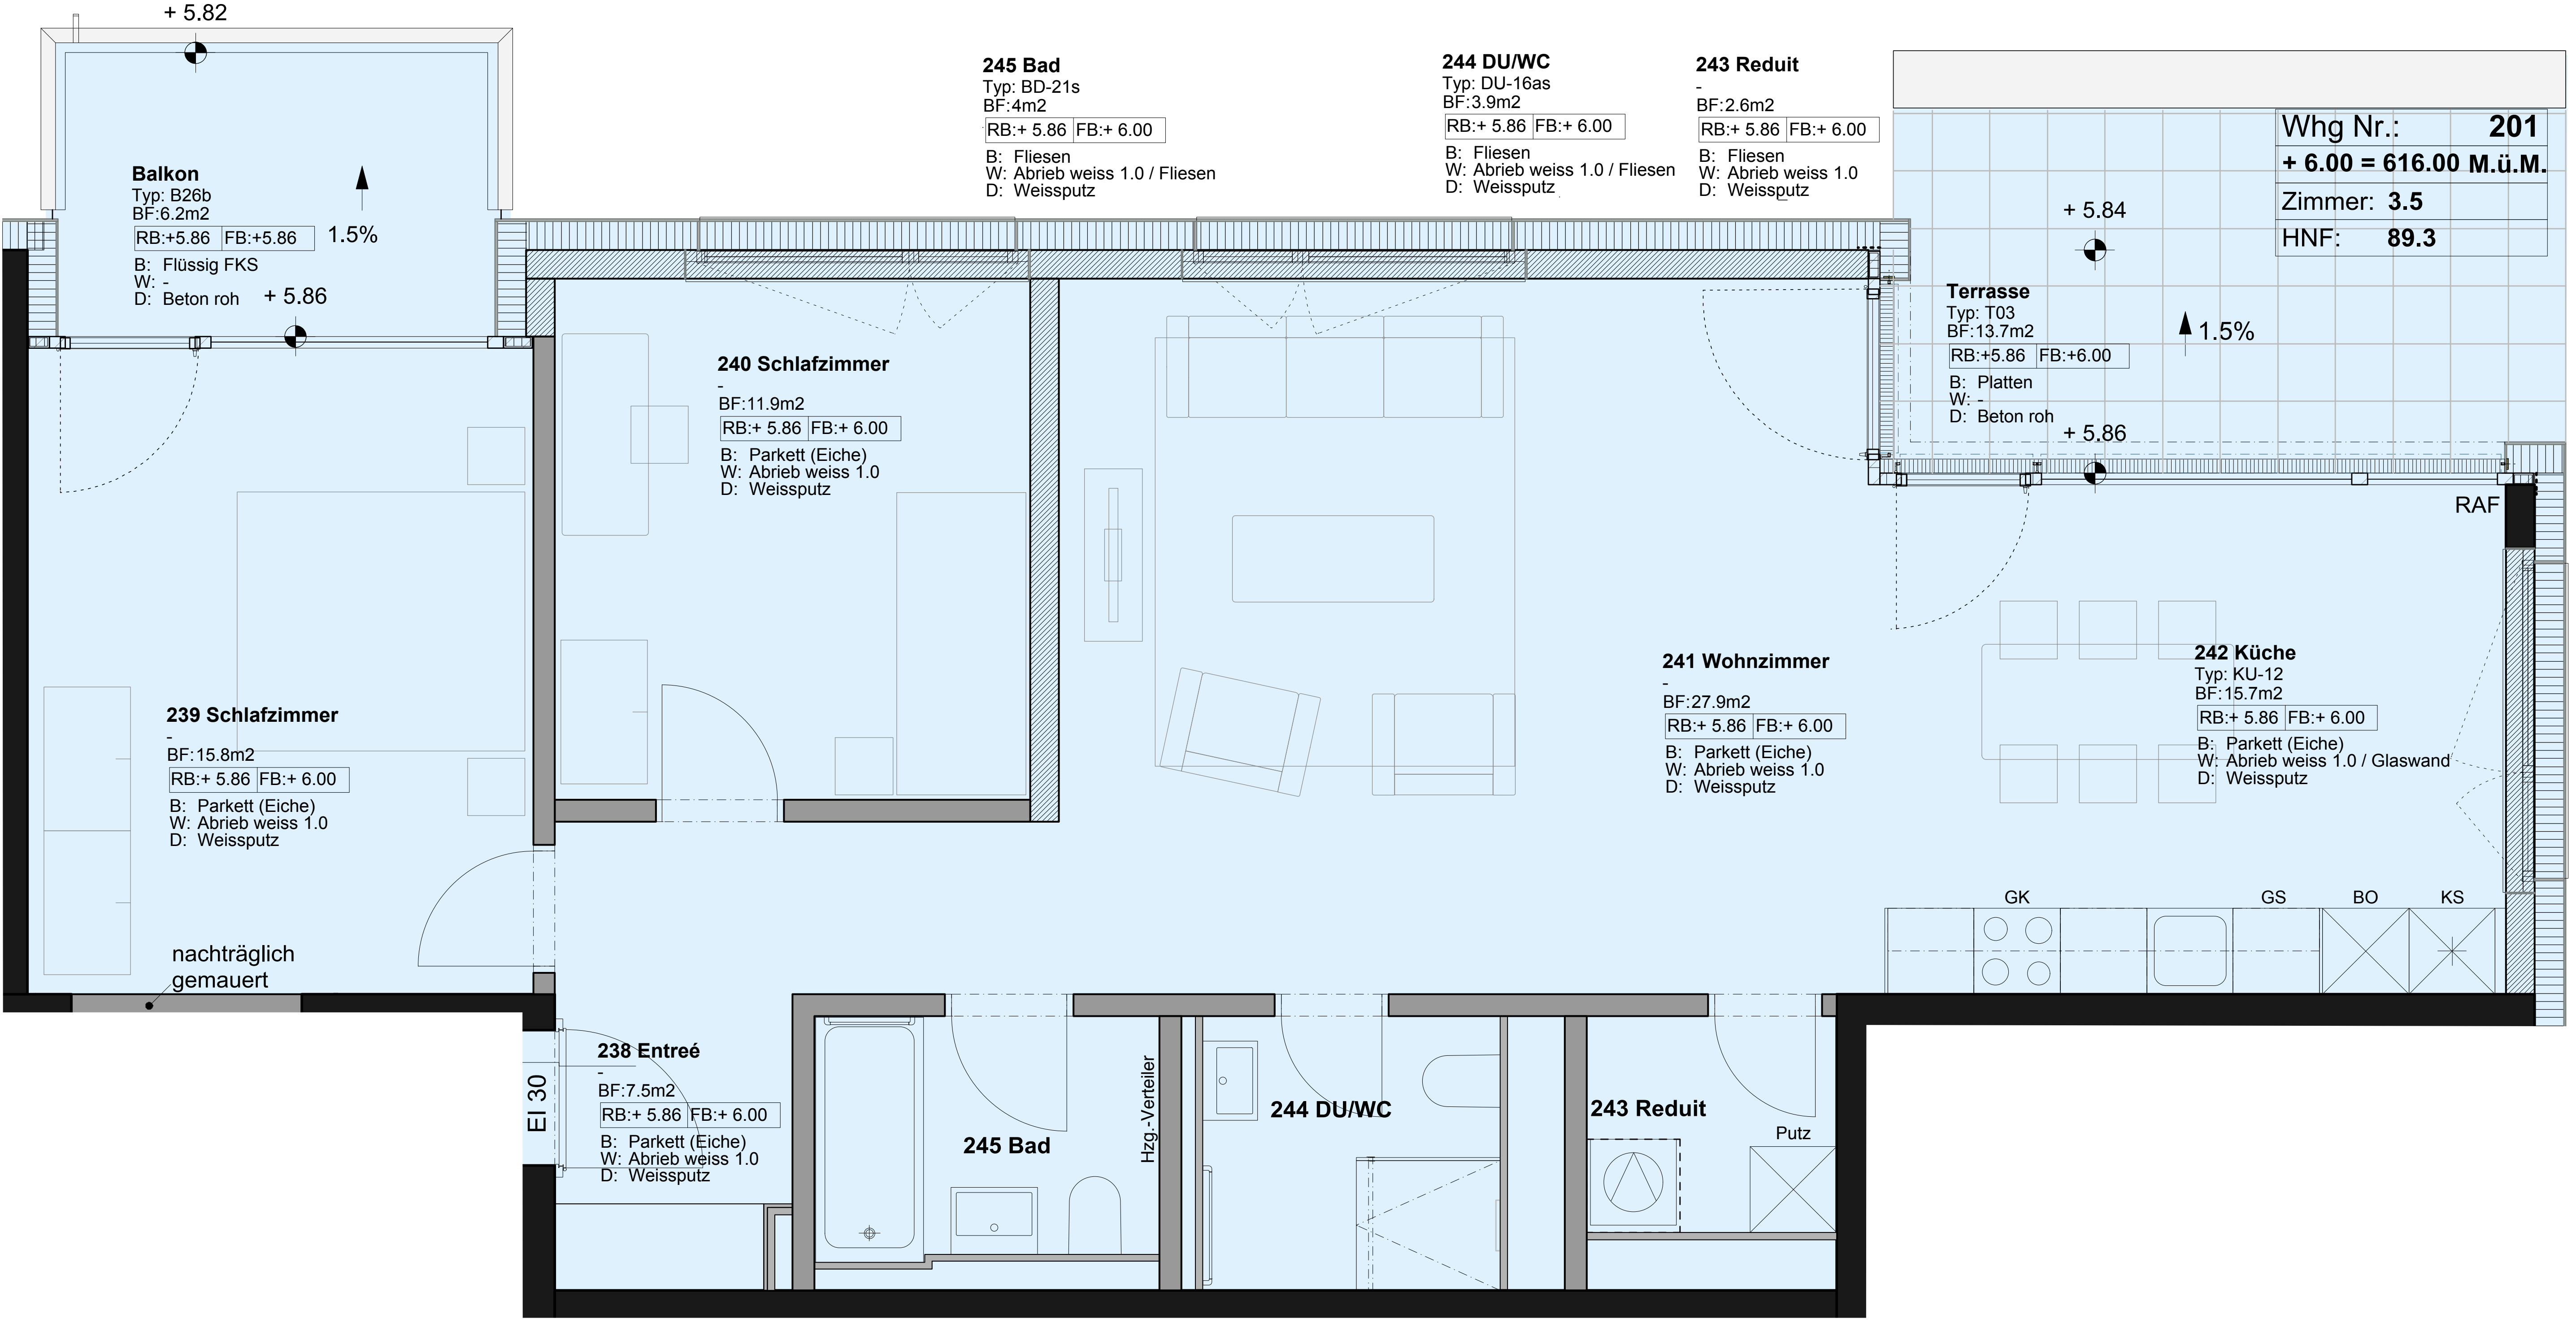 + 5.82
Balkon
Typ: B26b
BF:6.2m2
RB:+5.86 FB:+5.86
1.5%
B: Flüssig FKS
W: -
D: Beton roh
+ 5.86
245 Bad
Typ: BD-21s
BF:4m2
RB:+ 5.86 FB:+ 6.00
B: Fliesen
W: Abrieb weiss 1.0 / Fliesen
D: Weissputz
244 DU/WC
Typ: DU-16as
BF:3.9m2
RB:+ 5.86 FB:+ 6.00
B: Fliesen
W: Abrieb weiss 1.0 / Fliesen
D: Weissputz
243 Reduit
-
BF:2.6m2
RB:+ 5.86 FB:+ 6.00
B: Fliesen
W: Abrieb weiss 1.0
D: Weissputz
Whg Nr.: 201
+ 6.00 = 616.00 M.ü.M.
Zimmer: 3.5
HNF: 89.3
+ 5.84
Terrasse
Typ: T03
BF:13.7m2
RB:+5.86 FB:+6.00
1.5%
B: Platten
W: -
D: Beton roh
+ 5.86
RAF
240 Schlafzimmer
-
BF:11.9m2
RB:+ 5.86 FB:+ 6.00
B: Parkett (Eiche)
W: Abrieb weiss 1.0
D: Weissputz
239 Schlafzimmer
-
BF:15.8m2
RB:+ 5.86 FB:+ 6.00
B: Parkett (Eiche)
W: Abrieb weiss 1.0
D: Weissputz
241 Wohnzimmer
-
BF:27.9m2
RB:+ 5.86 FB:+ 6.00
B: Parkett (Eiche)
W: Abrieb weiss 1.0
D: Weissputz
242 Küche
Typ: KU-12
BF:15.7m2
RB:+ 5.86 FB:+ 6.00
B: Parkett (Eiche)
W: Abrieb weiss 1.0 / Glaswand
D: Weissputz
GK
GS
BO
KS
nachträglich
gemauert
EI 30
238 Entreé
-
BF:7.5m2
RB:+ 5.86 FB:+ 6.00
B: Parkett (Eiche)
W: Abrieb weiss 1.0
D: Weissputz
245 Bad
Hzg.-Verteiler
244 DU/WC
243 Reduit
Putz